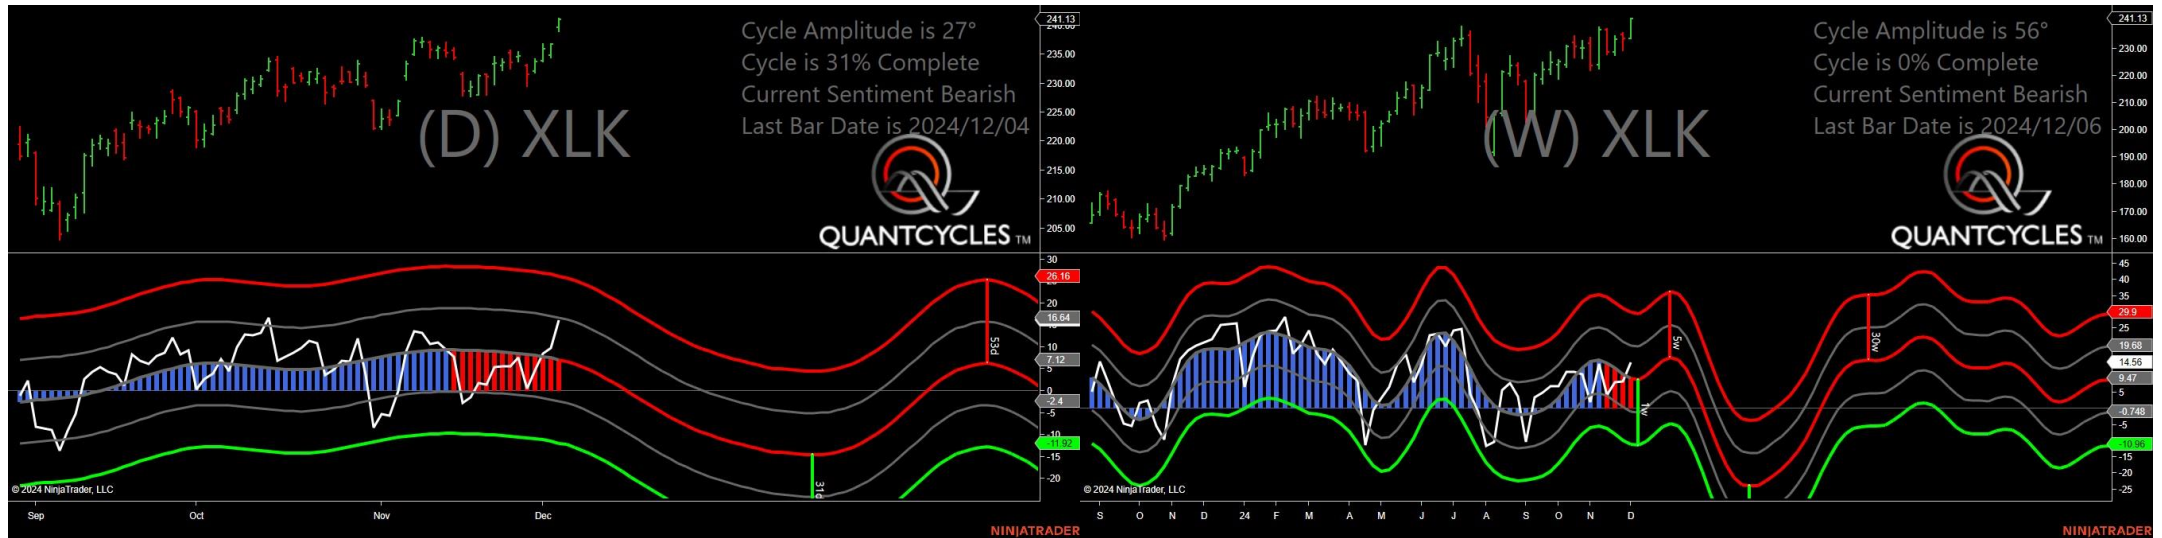 Cycle Amplitude is 27°
Cycle is 31% Complete
Current Sentiment Bearish
Last Bar Date is 2024/12/04
(D) XLK
QUANTCYCLES TM
241.13
235.00
230.00
225.00
220.00
215.00
210.00
205.00
30
26.16
20
16.64
10
7.12
5
0
-2.4
-5
-10
-11.92
-15
-20
53d
31d
© 2024 NinjaTrader, LLC
Sep Oct Nov Dec
NINJATRADER
Cycle Amplitude is 56°
Cycle is 0% Complete
Current Sentiment Bearish
Last Bar Date is 2024/12/06
(W) XLK
QUANTCYCLES TM
241.13
230.00
220.00
210.00
200.00
190.00
180.00
170.00
160.00
45
40
35
29.9
25
19.68
14.56
9.47
5
-0.748
-5
-10.96
-15
-20
-25
5w
30w
1w
© 2024 NinjaTrader, LLC
S O N D 24 F M A M J J A S O N D
NINJATRADER